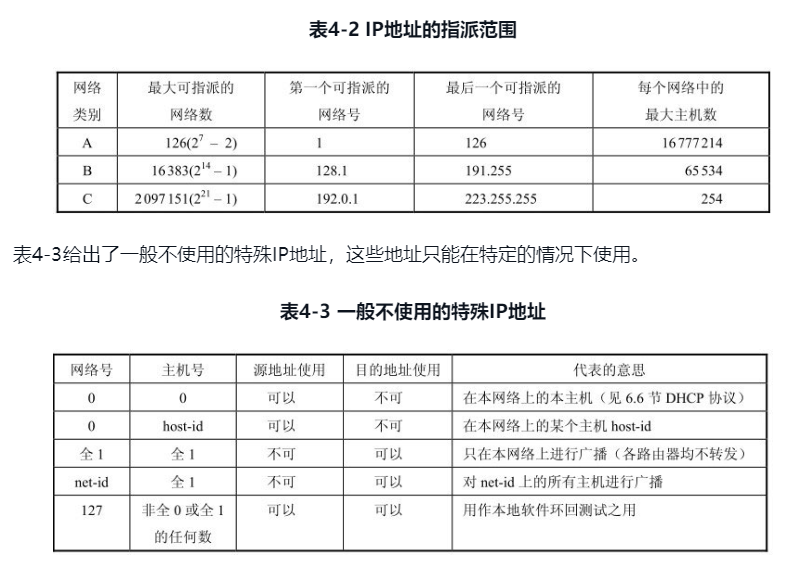 表4-2 IP地址的指派范围
网络类别 最大可指派的网络数 第一个可指派的网络号 最后一个可指派的网络号 每个网络中的最大主机数
A 126(2⁷ – 2) 1 126 16777214
B 16383(2¹⁴ – 1) 128.1 191.255 65534
C 2097151(2²¹ – 1) 192.0.1 223.255.255 254
表4-3给出了一般不使用的特殊IP地址，这些地址只能在特定的情况下使用。
表4-3 一般不使用的特殊IP地址
网络号 主机号 源地址使用 目的地址使用 代表的意思
0 0 可以 不可 在本网络上的本主机（见 6.6 节 DHCP 协议）
0 host-id 可以 不可 在本网络上的某个主机 host-id
全 1 全 1 不可 可以 只在本网络上进行广播（各路由器均不转发）
net-id 全 1 不可 可以 对 net-id 上的所有主机进行广播
127 非全 0 或全 1 的任何数 可以 可以 用作本地软件环回测试之用